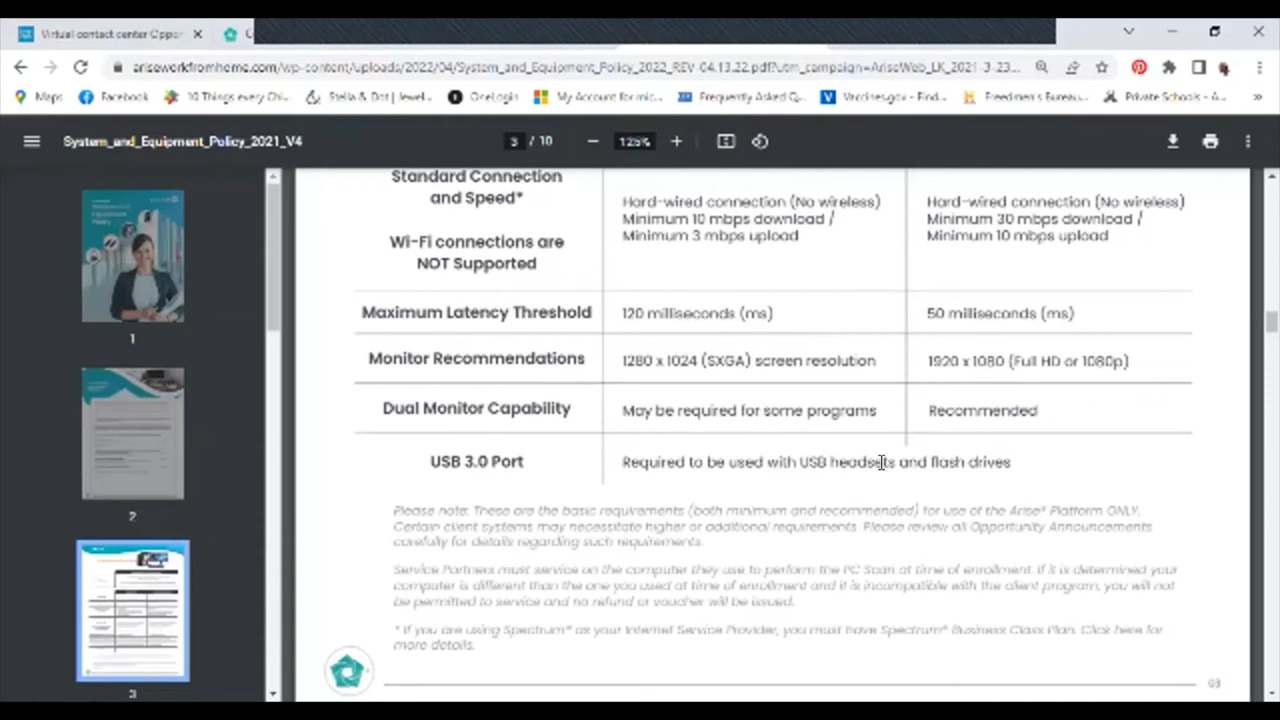 Virtual contact center Oppor
ariseworkfromhome.com/wp-content/uploads/2022/04/System_and_Equipment_Policy_2022_REV-04.13.22.pdf?utm_campaign=AriseWeb_LK_2021-3-23...
Maps
Facebook
10 Things every Chi...
Stella & Dot | Jewel...
OneLogin
My Account for mic...
Frequently Asked Q...
Vaccines.gov - Find...
Freedmen's Bureau...
Private Schools - A...
»
System_and_Equipment_Policy_2021_V4
3 / 10
125%
Standard Connection
and Speed*
Wi-Fi connections are
NOT Supported
Hard-wired connection (No wireless)
Minimum 10 mbps download /
Minimum 3 mbps upload
Hard-wired connection (No wireless)
Minimum 30 mbps download /
Minimum 10 mbps upload
Maximum Latency Threshold
120 milliseconds (ms)
50 milliseconds (ms)
Monitor Recommendations
1280 x 1024 (SXGA) screen resolution
1920 x 1080 (Full HD or 1080p)
Dual Monitor Capability
May be required for some programs
Recommended
USB 3.0 Port
Required to be used with USB headsets and flash drives
Please note: These are the basic requirements (both minimum and recommended) for use of the Arise® Platform ONLY.
Certain client systems may necessitate higher or additional requirements. Please review all Opportunity Announcements
carefully for details regarding such requirements.
Service Partners must service on the computer they use to perform the PC scan at time of enrollment. If it is determined your
computer is different than the one you used at time of enrollment and it is incompatible with the client program, you will not
be permitted to service and no refund or voucher will be issued.
* If you are using Spectrum® as your Internet Service Provider, you must have Spectrum® Business Class Plan. Click here for
more details.
03
1
2
3